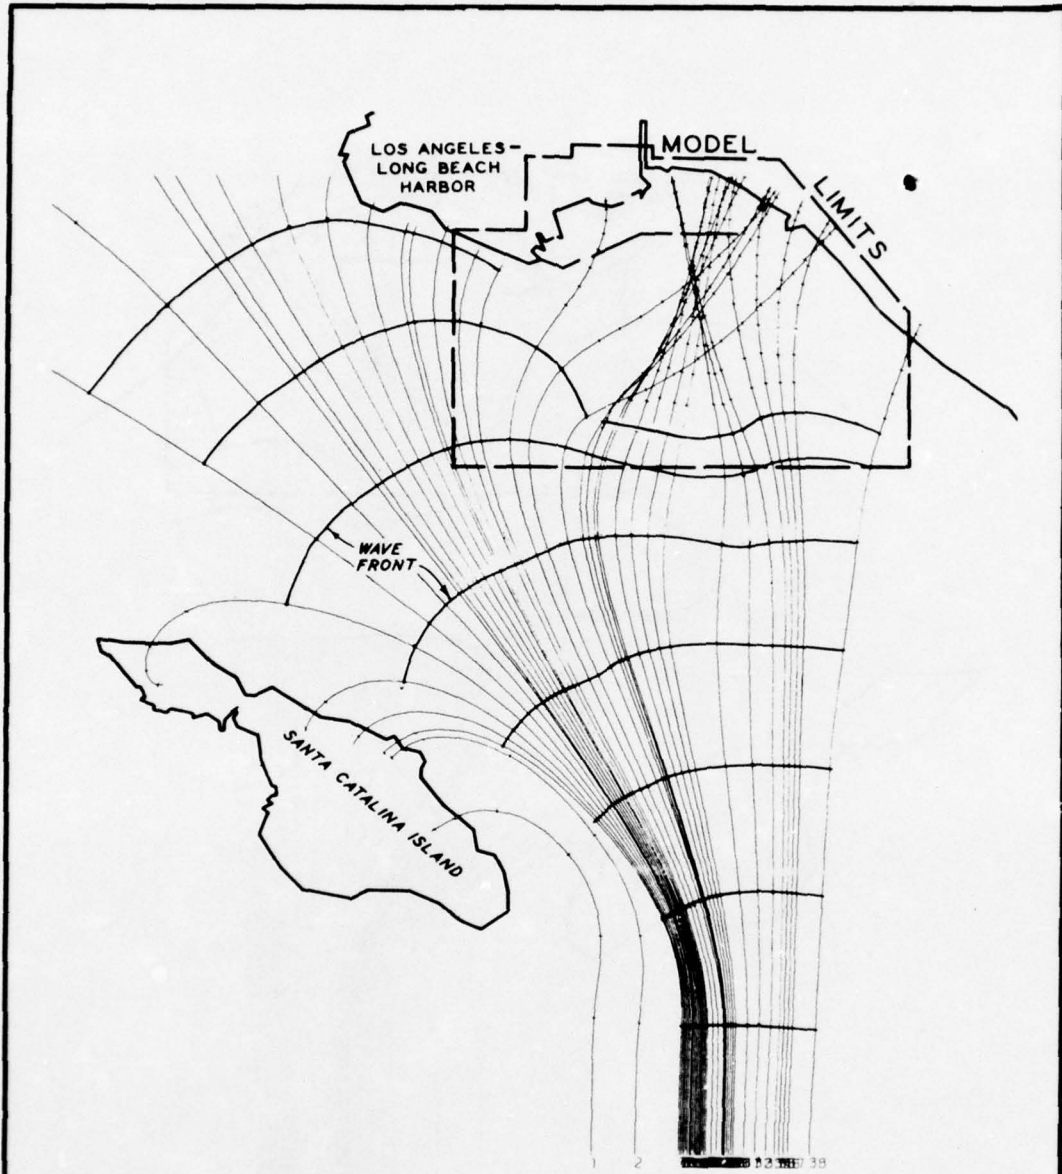 LOS ANGELES-
LONG BEACH
HARBOR
MODEL
LIMITS
WAVE
FRONT
SANTA CATALINA ISLAND
1 2 38